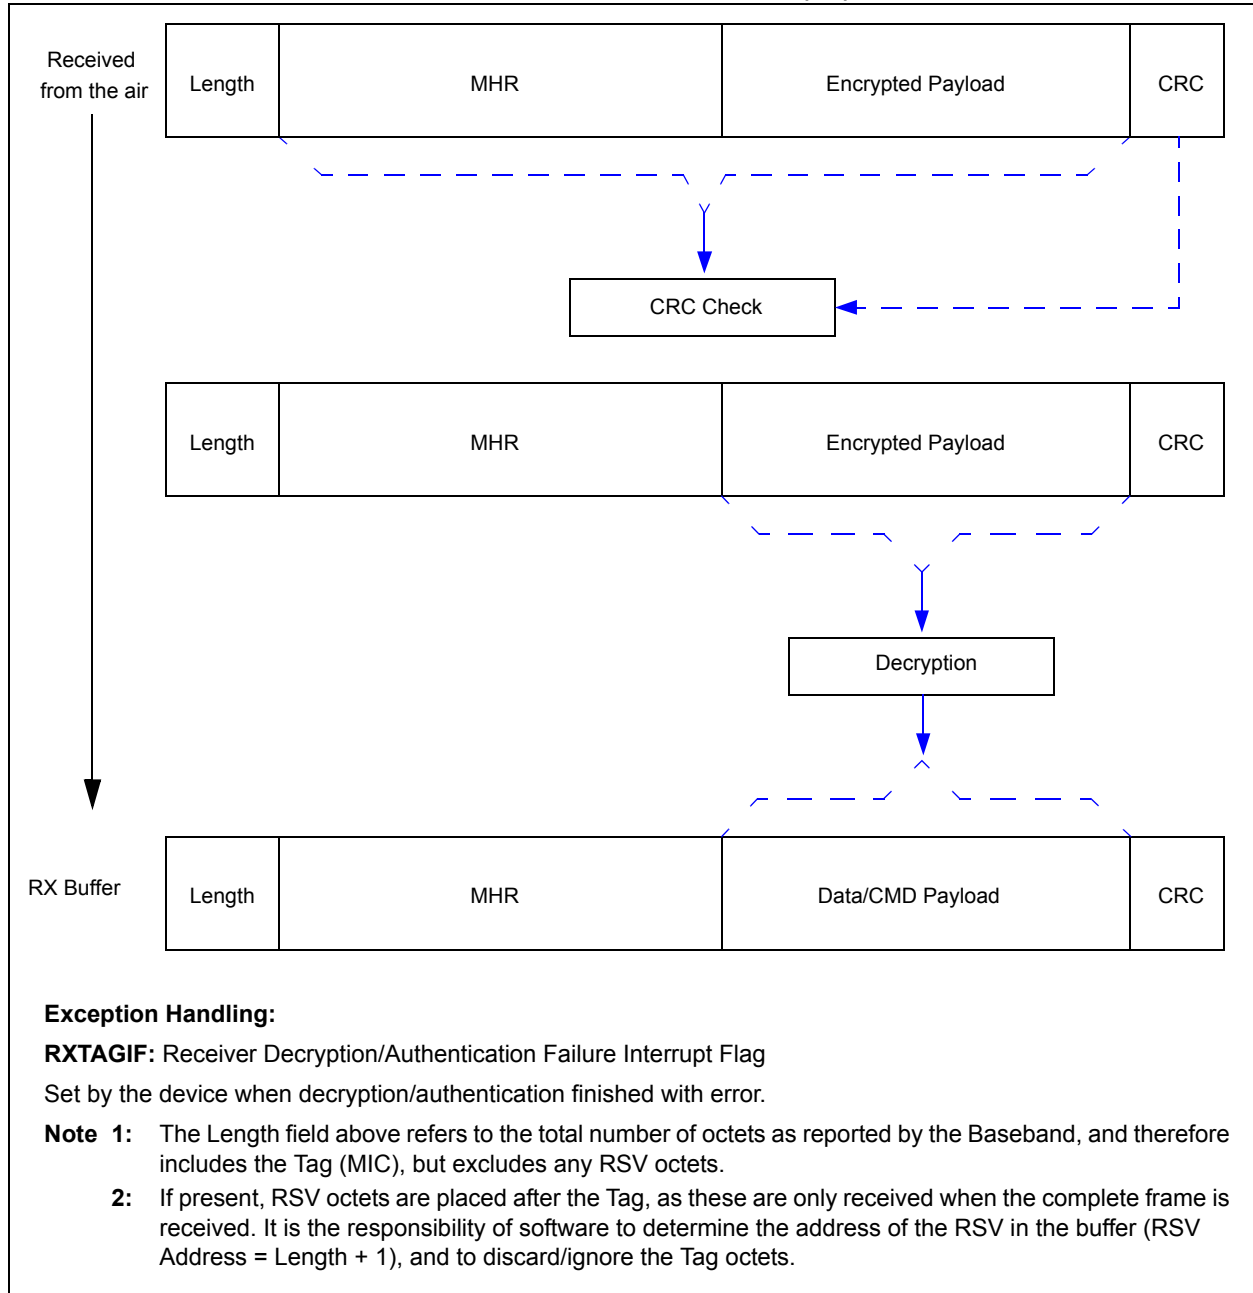 Received
from the air
Length
MHR
Encrypted Payload
CRC
CRC Check
Length
MHR
Encrypted Payload
CRC
Decryption
RX Buffer
Length
MHR
Data/CMD Payload
CRC
Exception Handling:
RXTAGIF: Receiver Decryption/Authentication Failure Interrupt Flag
Set by the device when decryption/authentication finished with error.
Note 1: The Length field above refers to the total number of octets as reported by the Baseband, and therefore
includes the Tag (MIC), but excludes any RSV octets.
2: If present, RSV octets are placed after the Tag, as these are only received when the complete frame is
received. It is the responsibility of software to determine the address of the RSV in the buffer (RSV
Address = Length + 1), and to discard/ignore the Tag octets.